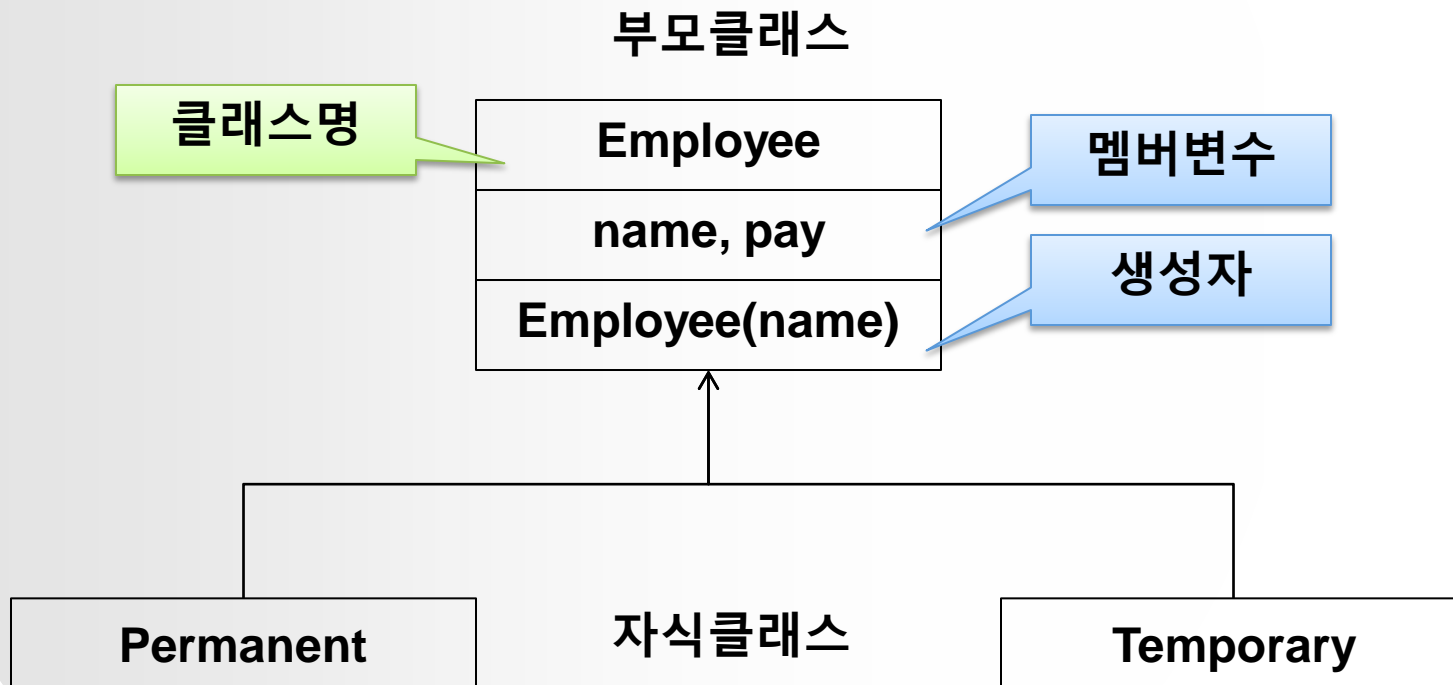 부모클래스
클래스명
Employee
멤버변수
name, pay
생성자
Employee(name)
Permanent
자식클래스
Temporary